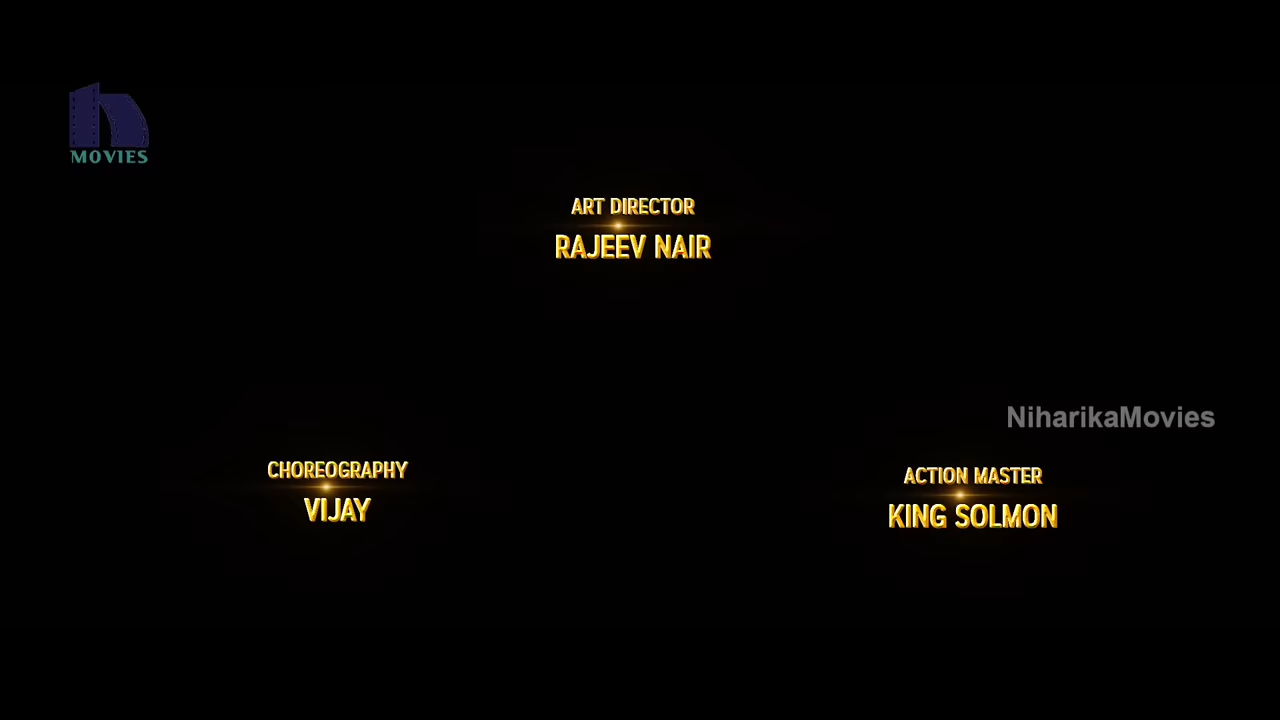 MOVIES
ART DIRECTOR
RAJEEV NAIR
NiharikaMovies
CHOREOGRAPHY
VIJAY
ACTION MASTER
KING SOLMON